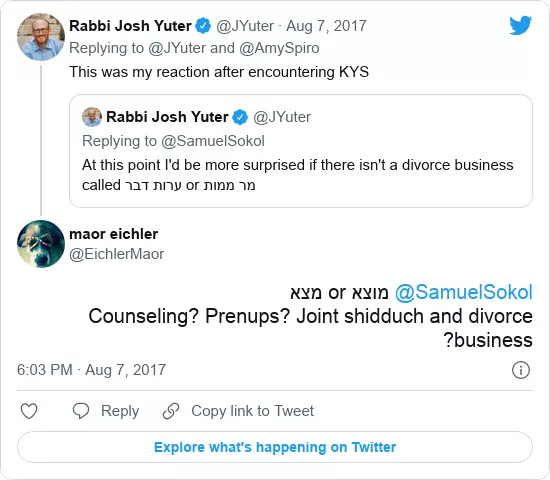 Rabbi Josh Yuter @JYuter · Aug 7, 2017
Replying to @JYuter and @AmySpiro
This was my reaction after encountering KYS
Rabbi Josh Yuter @JYuter
Replying to @SamuelSokol
At this point I'd be more surprised if there isn't a divorce business
called ערות דבר or מר ממות
maor eichler
@EichlerMaor
@SamuelSokol מוצא or מצא
Counseling? Prenups? Joint shidduch and divorce
business?
6:03 PM · Aug 7, 2017
Reply
Copy link to Tweet
Explore what's happening on Twitter